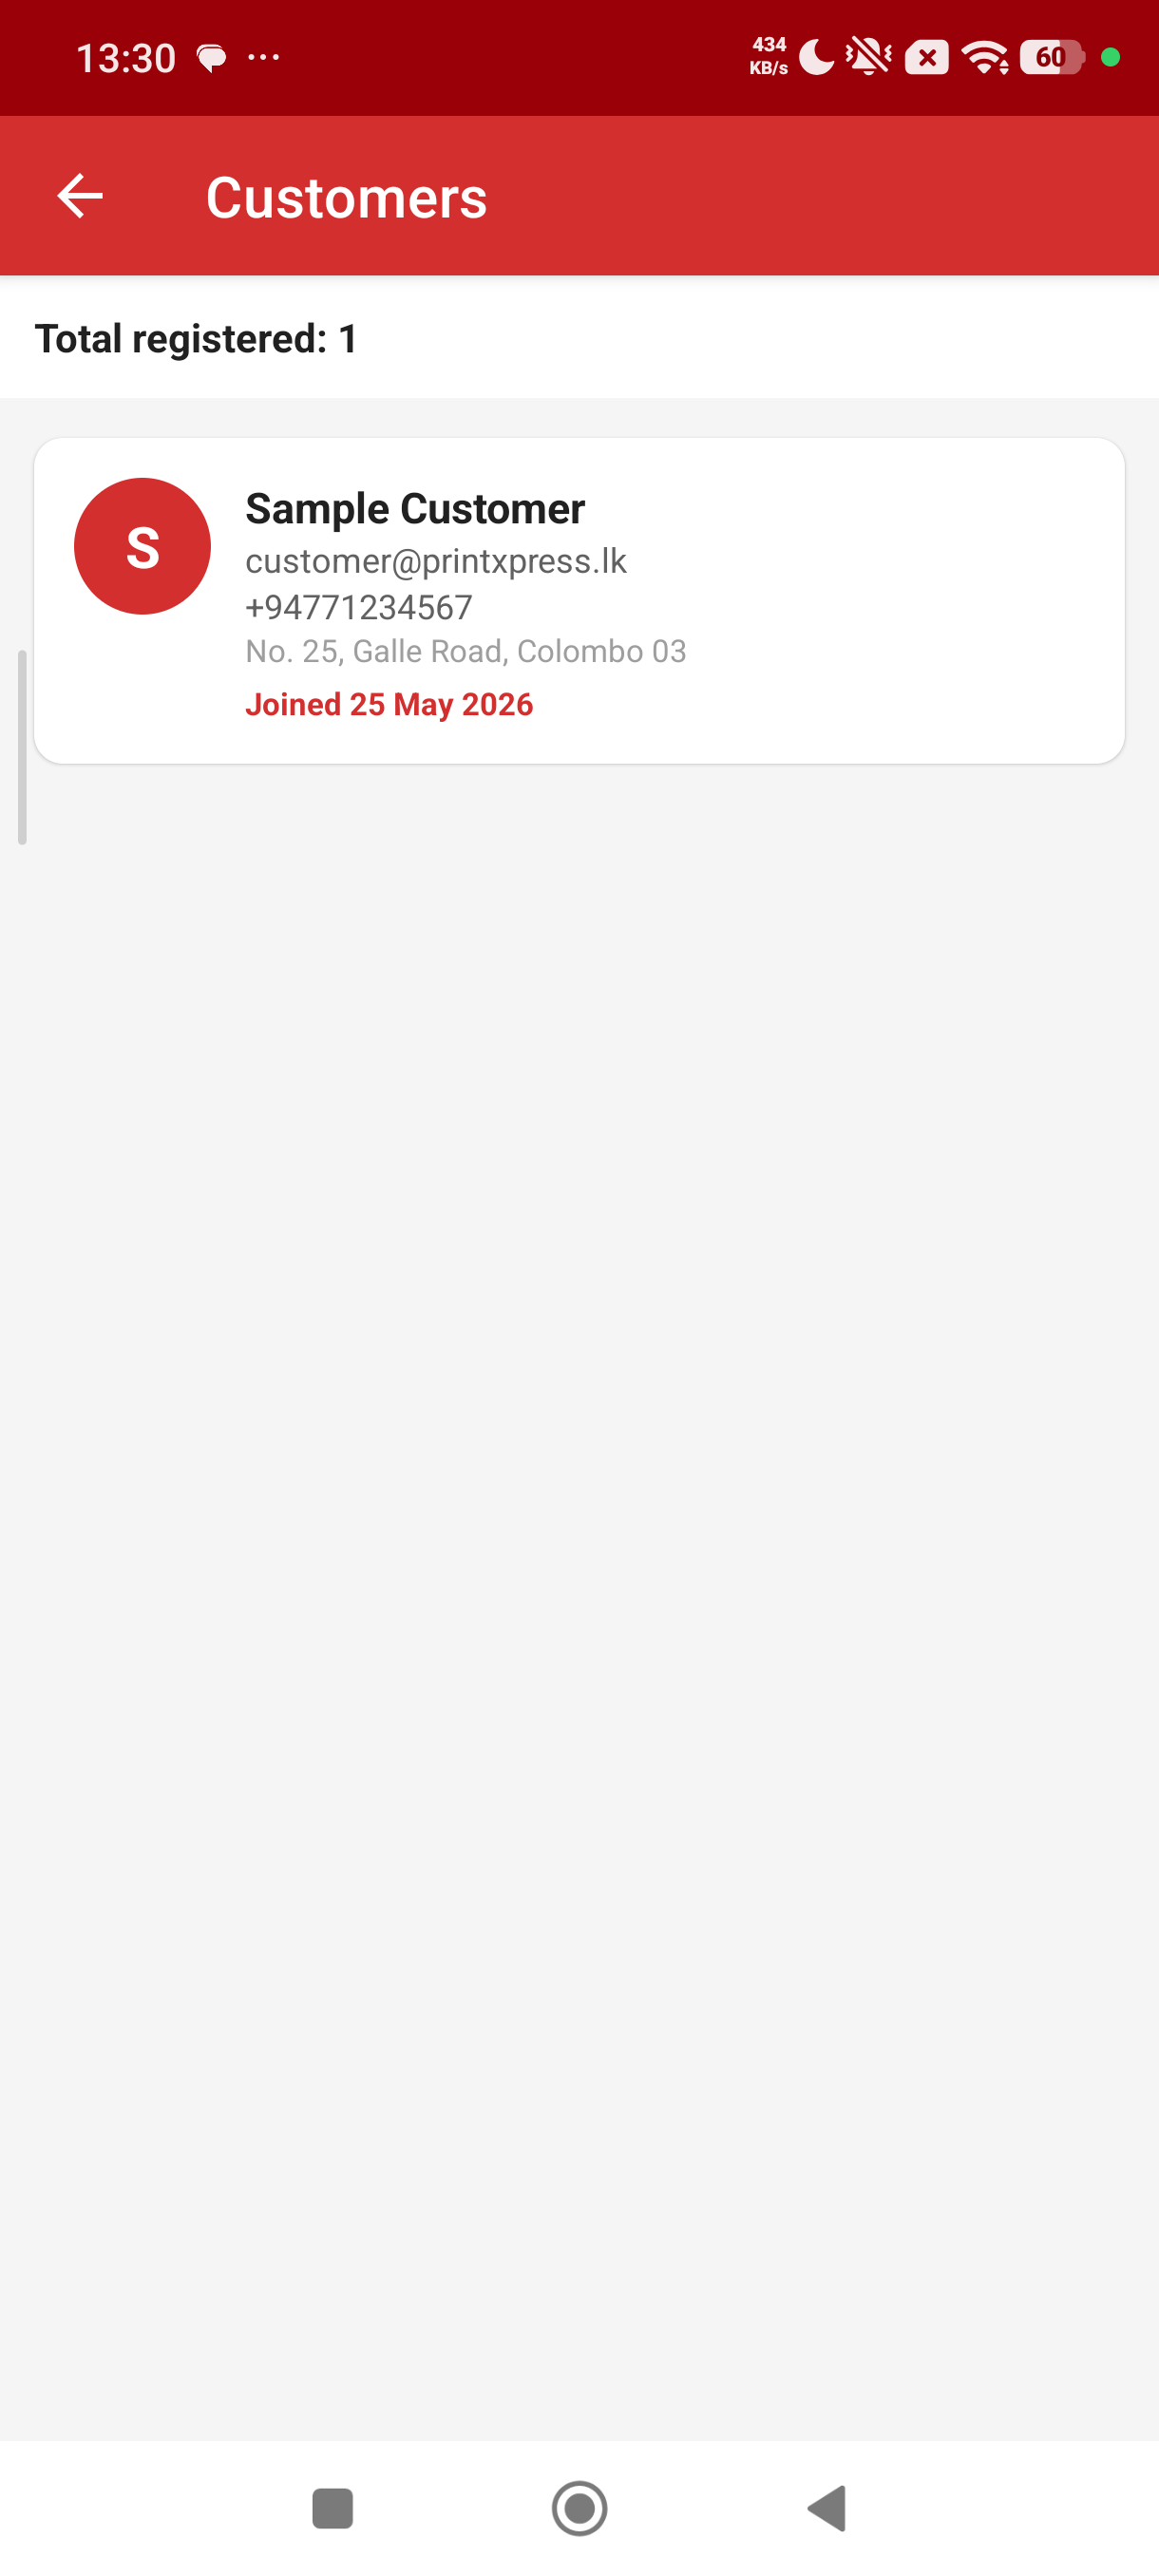 13:30
434
KB/s
60
Customers
Total registered: 1
S
Sample Customer
customer@printxpress.lk
+94771234567
No. 25, Galle Road, Colombo 03
Joined 25 May 2026